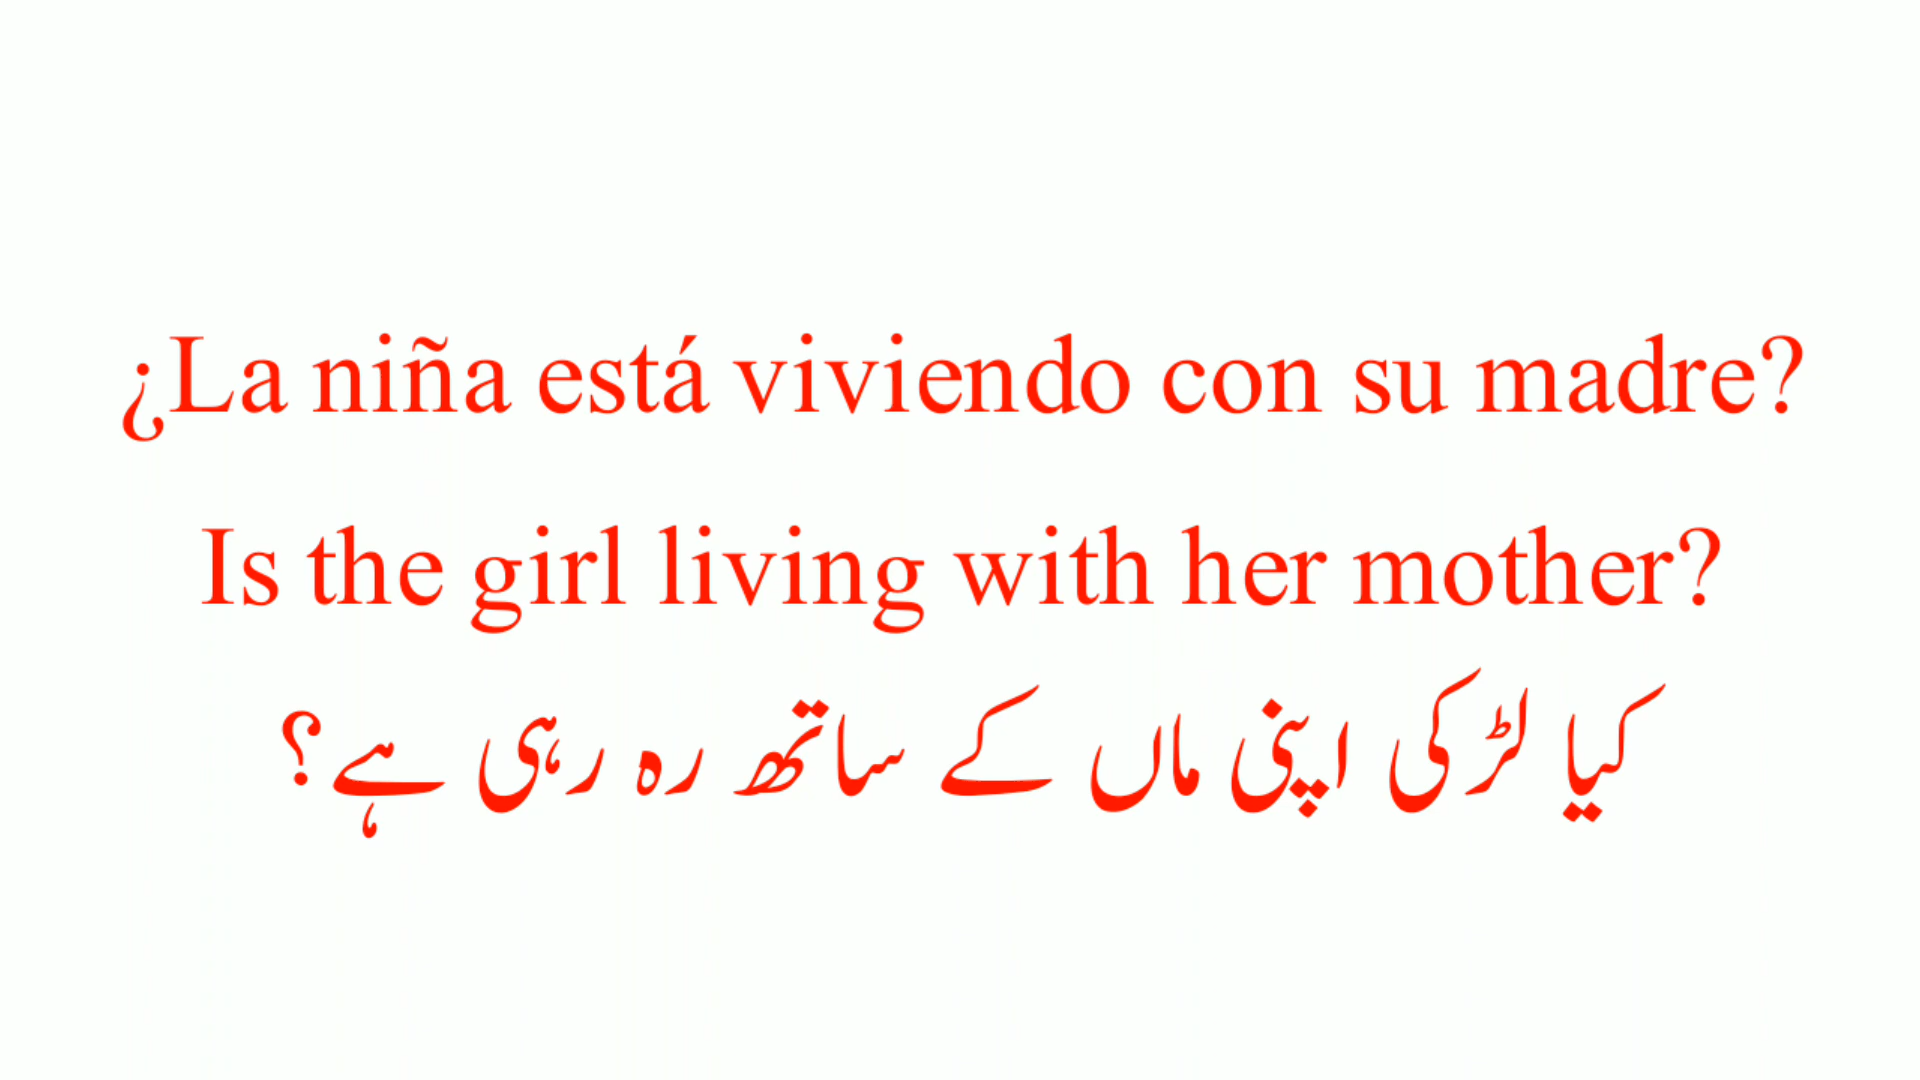 ¿La niña está viviendo con su madre?
Is the girl living with her mother?
کیا لڑکی اپنی ماں کے ساتھ رہ رہی ہے؟